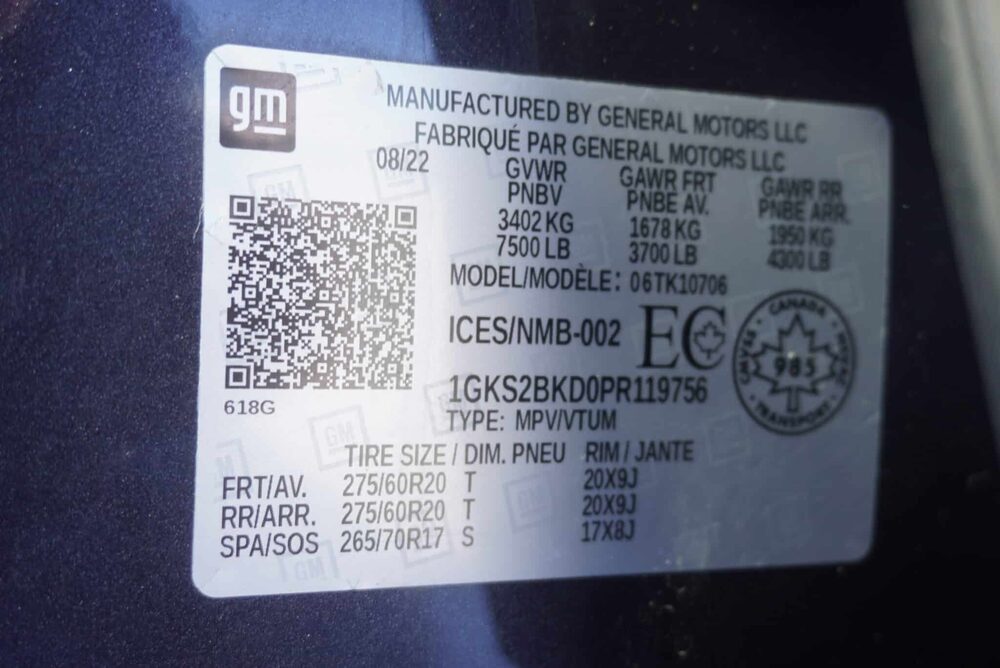 gm
MANUFACTURED BY GENERAL MOTORS LLC
FABRIQUÉ PAR GENERAL MOTORS LLC
08/22
GVWR GAWR FRT GAWR RR
PNBV PNBE AV. PNBE ARR.
3402 KG 1678 KG 1950 KG
7500 LB 3700 LB 4300 LB
MODEL/MODÈLE: 06TK10706
ICES/NMB-002 EC
CANADA
CMVSS 985 NSVAC
TRANSPORT
1GKS2BKD0PR119756
TYPE: MPV/VTUM
618G
TIRE SIZE / DIM. PNEU RIM / JANTE
FRT/AV. 275/60R20 T 20X9J
RR/ARR. 275/60R20 T 20X9J
SPA/SOS 265/70R17 S 17X8J